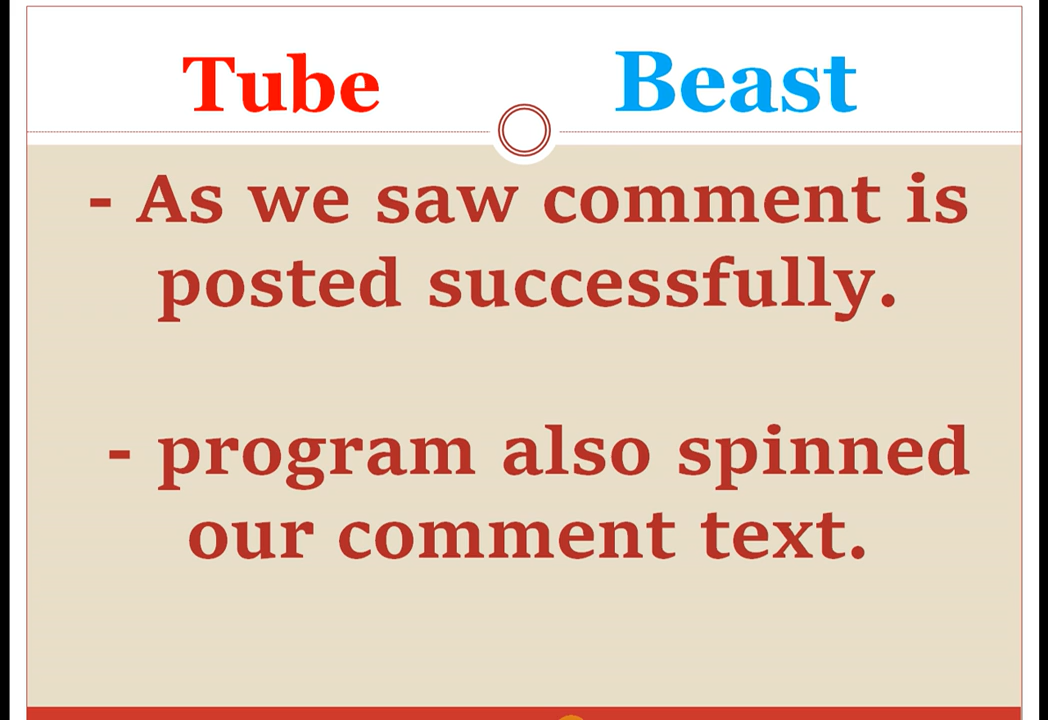 Tube Beast
- As we saw comment is
posted successfully.
- program also spinned
our comment text.